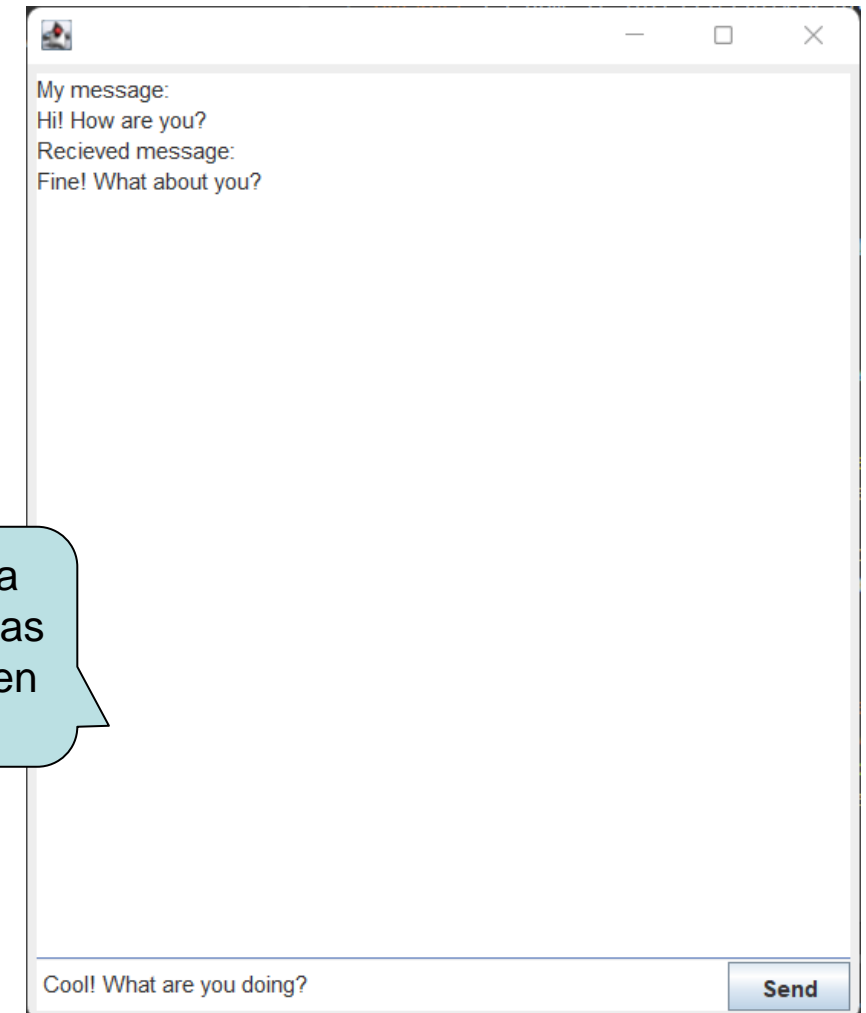 My message:
Hi! How are you?
Recieved message:
Fine! What about you?
a
as
en
Cool! What are you doing?
Send